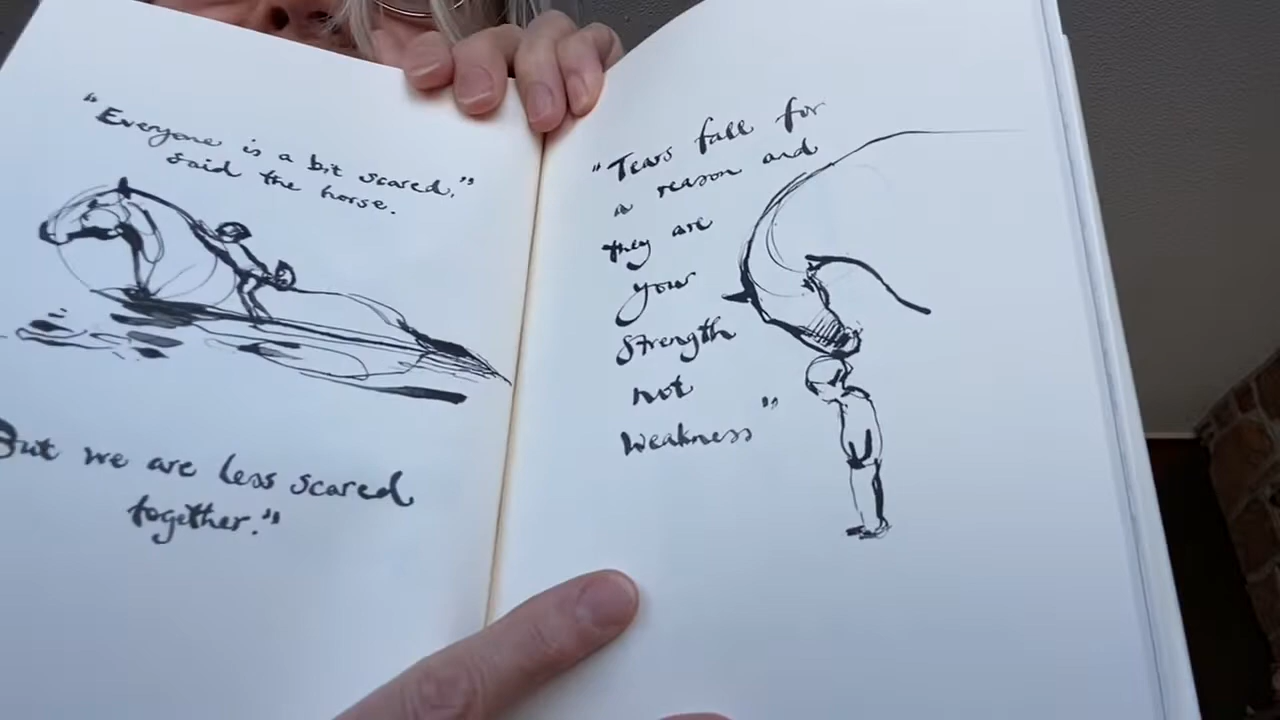 "Everyone is a bit scared,"
said the horse.
But we are less scared
together."
"Tears fall for
a reason and
they are
your
strength
not
weakness"